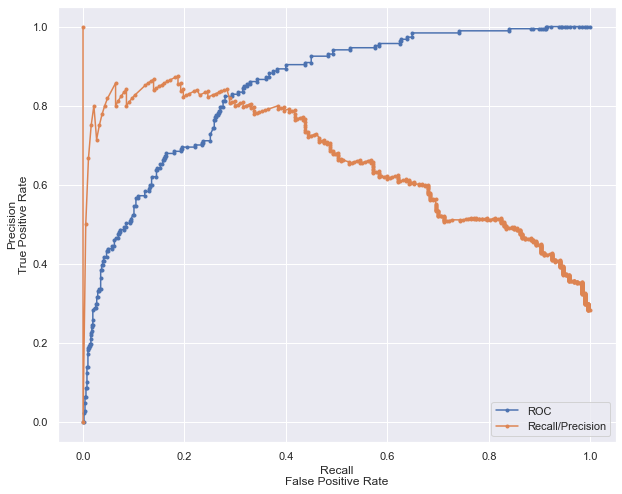 1.0
0.8
0.6
0.4
0.2
0.0
Precision
True Positive Rate
0.0 0.2 0.4 0.6 0.8 1.0
Recall
False Positive Rate
ROC
Recall/Precision